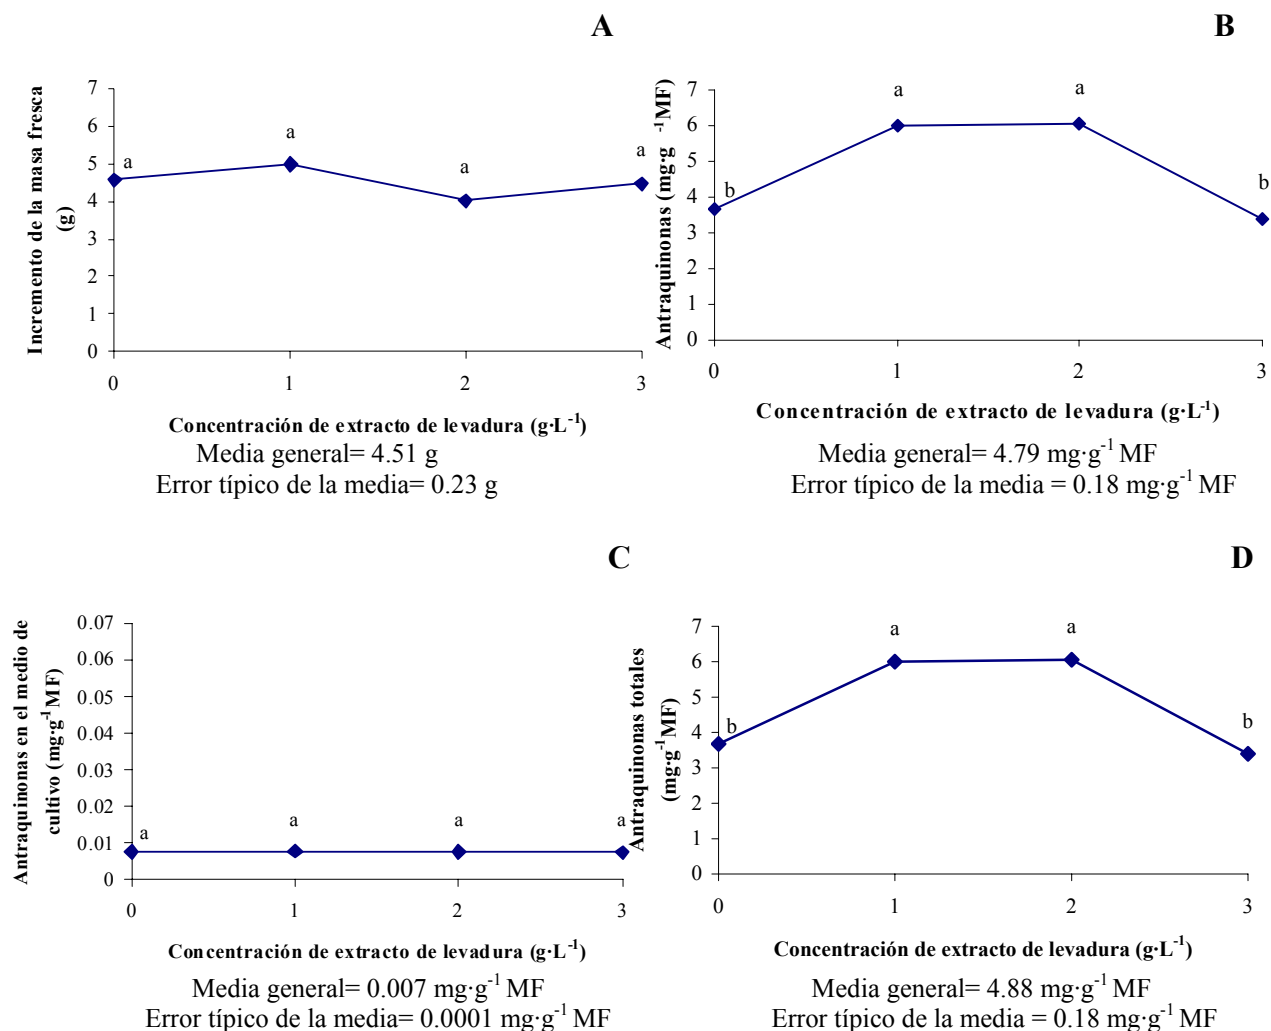 A
7
6
5
4
3
2
1
0
a
a
a
a
0 1 2 3
Incremento de la masa fresca
(g)
Concentración de extracto de levadura (g·L⁻¹)
Media general= 4.51 g
Error típico de la media= 0.23 g
B
7
6
5
4
3
2
1
0
b
a
a
b
0 1 2 3
Antraquinonas (mg·g ⁻¹MF)
Concentración de extracto de levadura (g·L⁻¹)
Media general= 4.79 mg·g⁻¹ MF
Error típico de la media = 0.18 mg·g⁻¹ MF
C
0.07
0.06
0.05
0.04
0.03
0.02
0.01
0
a
a
a
a
0 1 2 3
Antraquinonas en el medio de
cultivo (mg·g⁻¹MF)
Concentración de extracto de levadura (g·L⁻¹)
Media general= 0.007 mg·g⁻¹ MF
Error típico de la media= 0.0001 mg·g⁻¹ MF
D
7
6
5
4
3
2
1
0
b
a
a
b
0 1 2 3
Antraquinonas totales
(mg·g⁻¹MF)
Concentración de extracto de levadura (g·L⁻¹)
Media general= 4.88 mg·g⁻¹ MF
Error típico de la media = 0.18 mg·g⁻¹ MF